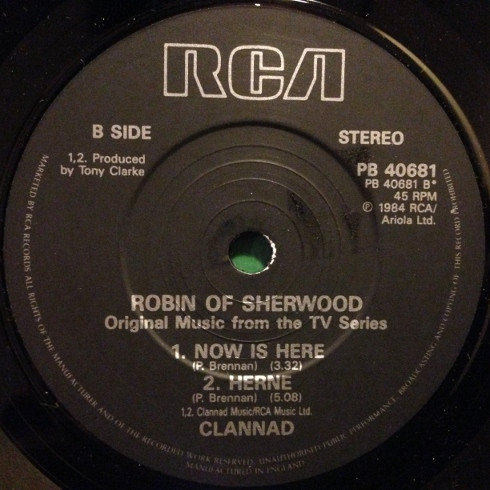 RCA
B SIDE
STEREO
1,2. Produced
by Tony Clarke
PB 40681
PB 40681 B*
45 RPM
℗ 1984 RCA/
Ariola Ltd.
ROBIN OF SHERWOOD
Original Music from the TV Series
1. NOW IS HERE
(P. Brennan) (3.32)
2. HERNE
(P. Brennan) (5.08)
1,2. Clannad Music/RCA Music Ltd.
CLANNAD
MARKETED BY RCA RECORDS ALL RIGHTS OF THE MANUFACTURER AND OF THE OWNER OF THE RECORDED WORK RESERVED. UNAUTHORISED PUBLIC PERFORMANCE, BROADCASTING AND COPYING OF THIS RECORD PROHIBITED
MANUFACTURED IN ENGLAND